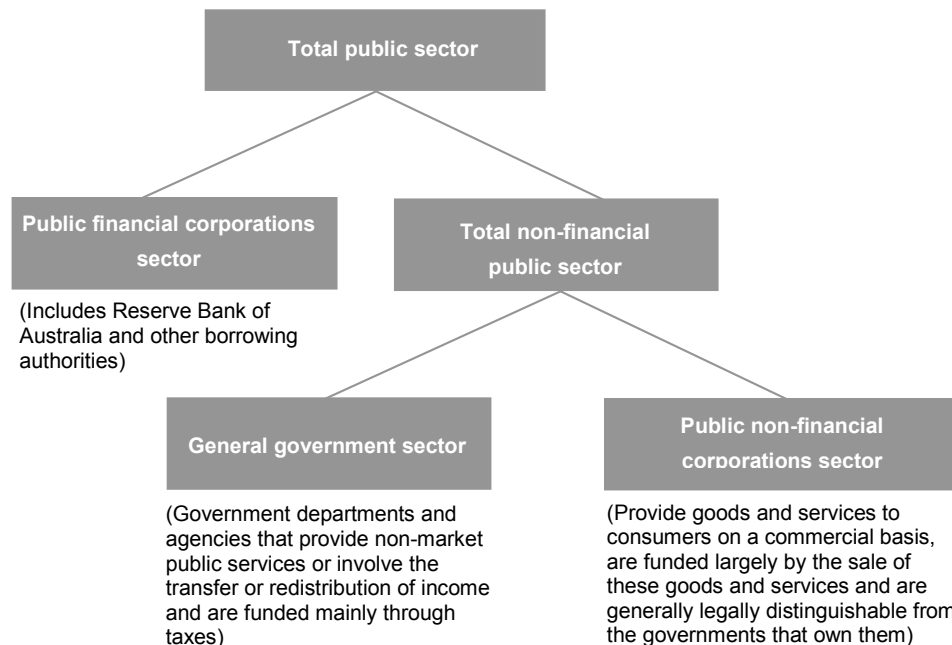 Total public sector
Public financial corporations
sector
Total non-financial
public sector
(Includes Reserve Bank of
Australia and other borrowing
authorities)
General government sector
Public non-financial
corporations sector
(Government departments and
agencies that provide non-market
public services or involve the
transfer or redistribution of income
and are funded mainly through
taxes)
(Provide goods and services to
consumers on a commercial basis,
are funded largely by the sale of
these goods and services and are
generally legally distinguishable from
the governments that own them)